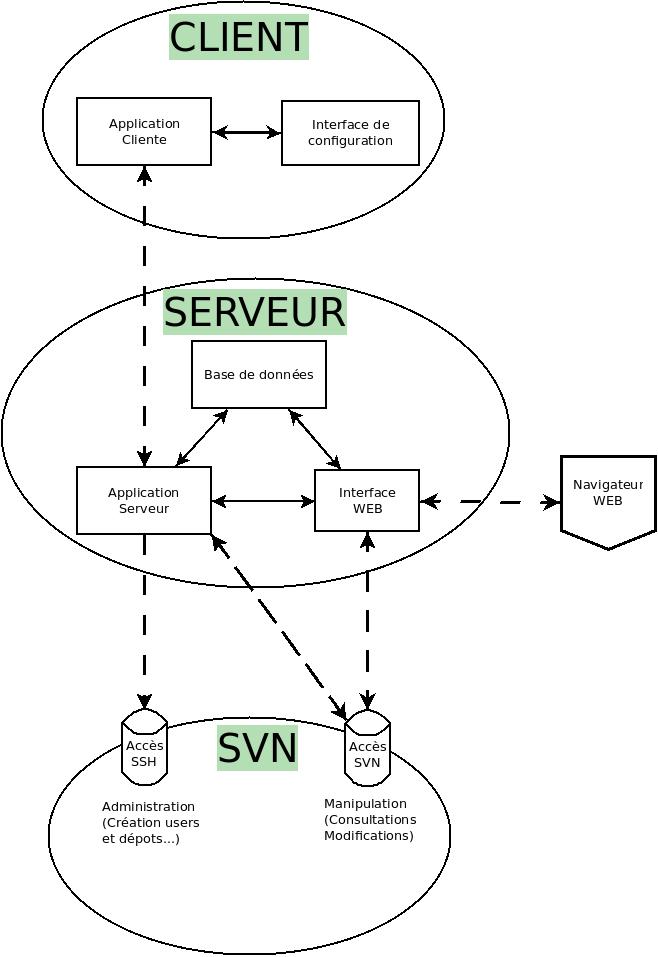 CLIENT
Application
Cliente
Interface de
configuration
SERVEUR
Base de données
Application
Serveur
Interface
WEB
Navigateur
WEB
SVN
Accès
SSH
Accès
SVN
Administration
(Création users
et dépots...)
Manipulation
(Consultations
Modifications)